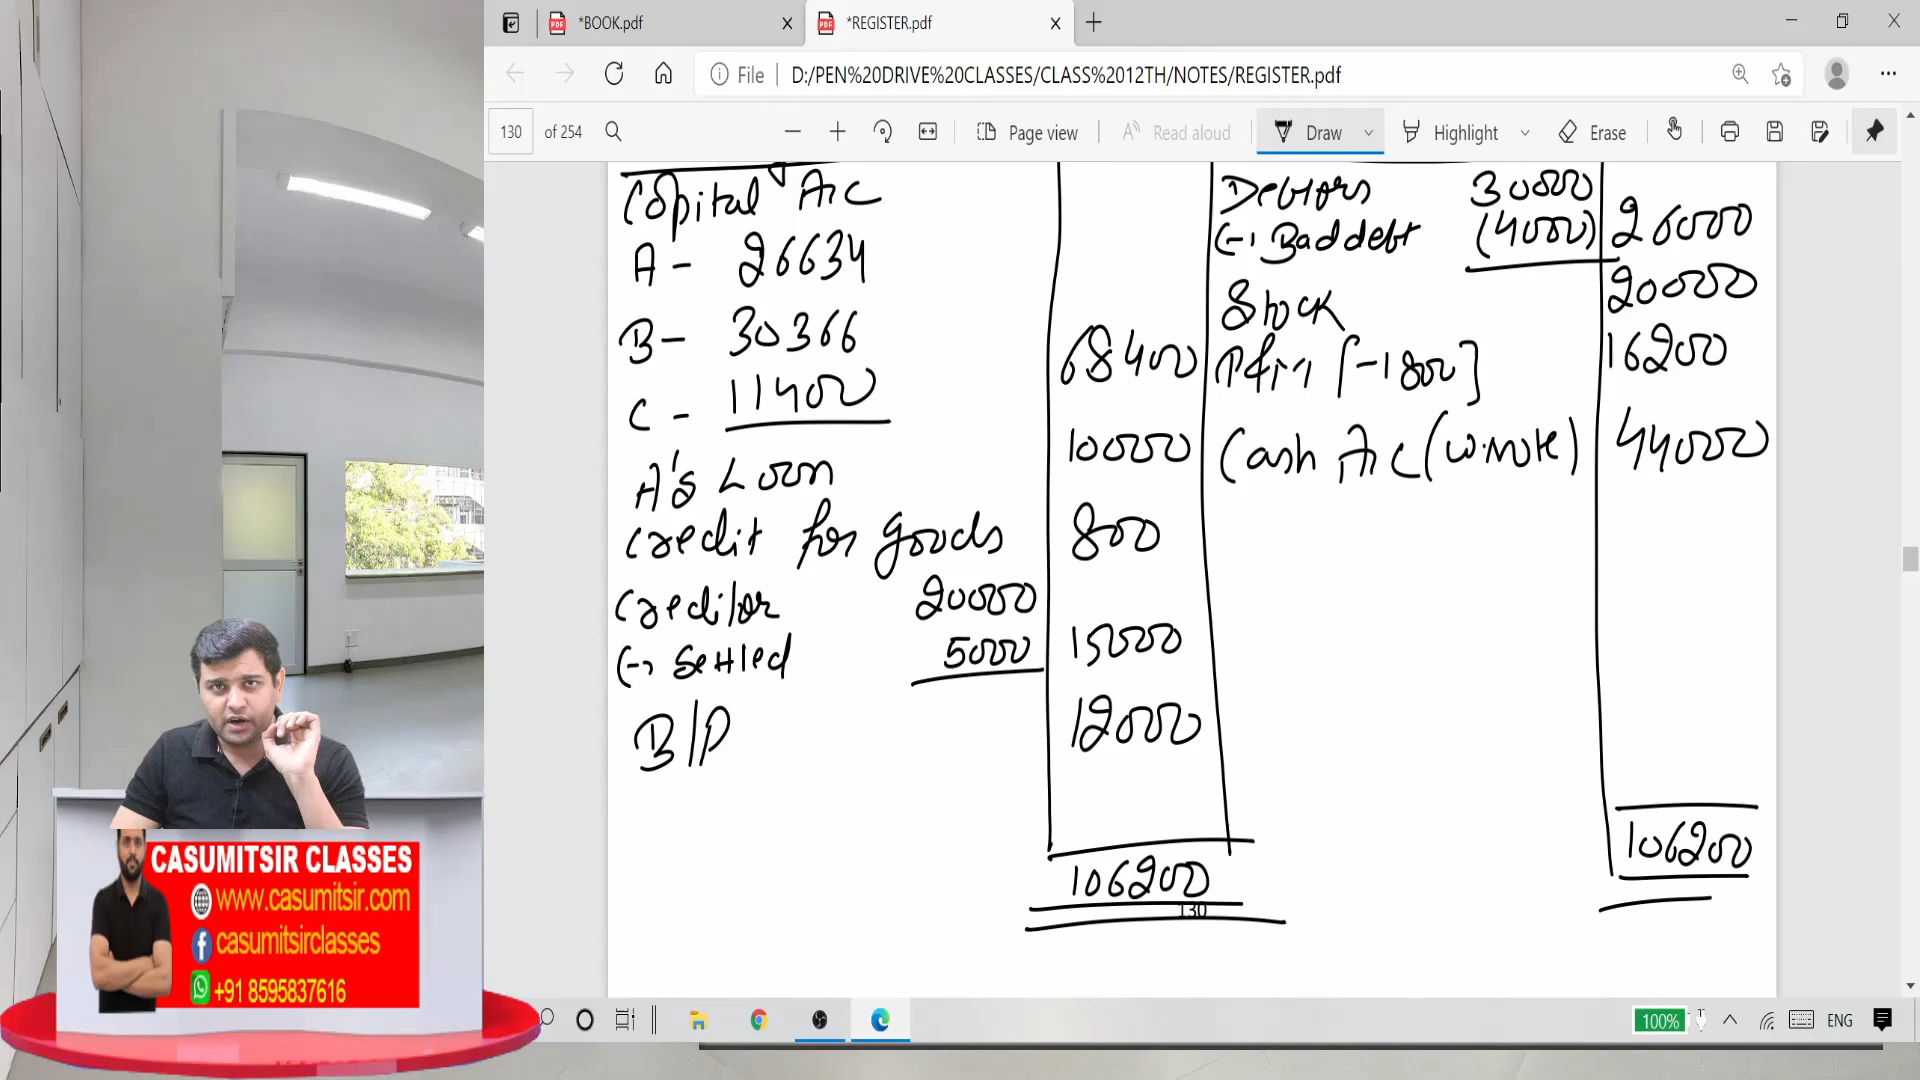 *BOOK.pdf
*REGISTER.pdf
File D:/PEN%20DRIVE%20CLASSES/CLASS%2012TH/NOTES/REGISTER.pdf
130 of 254 Page view Read aloud Draw Highlight Erase
Capital A/c
A - 26634
B - 30366
C - 11400 68400
A's Loan 10000
Credit for goods 800
Creditor 20000
(-) Settled 5000 15000
B/P 12000
106200
130
Debtors 30000
(-) Bad debt (4000) 26000
Stock 20000
P&M [-1800] 16200
Cash A/c (w.note) 44000
106200
CASUMITSIR CLASSES
www.casumitsir.com
casumitsirclasses
+91 8595837616
100% ENG